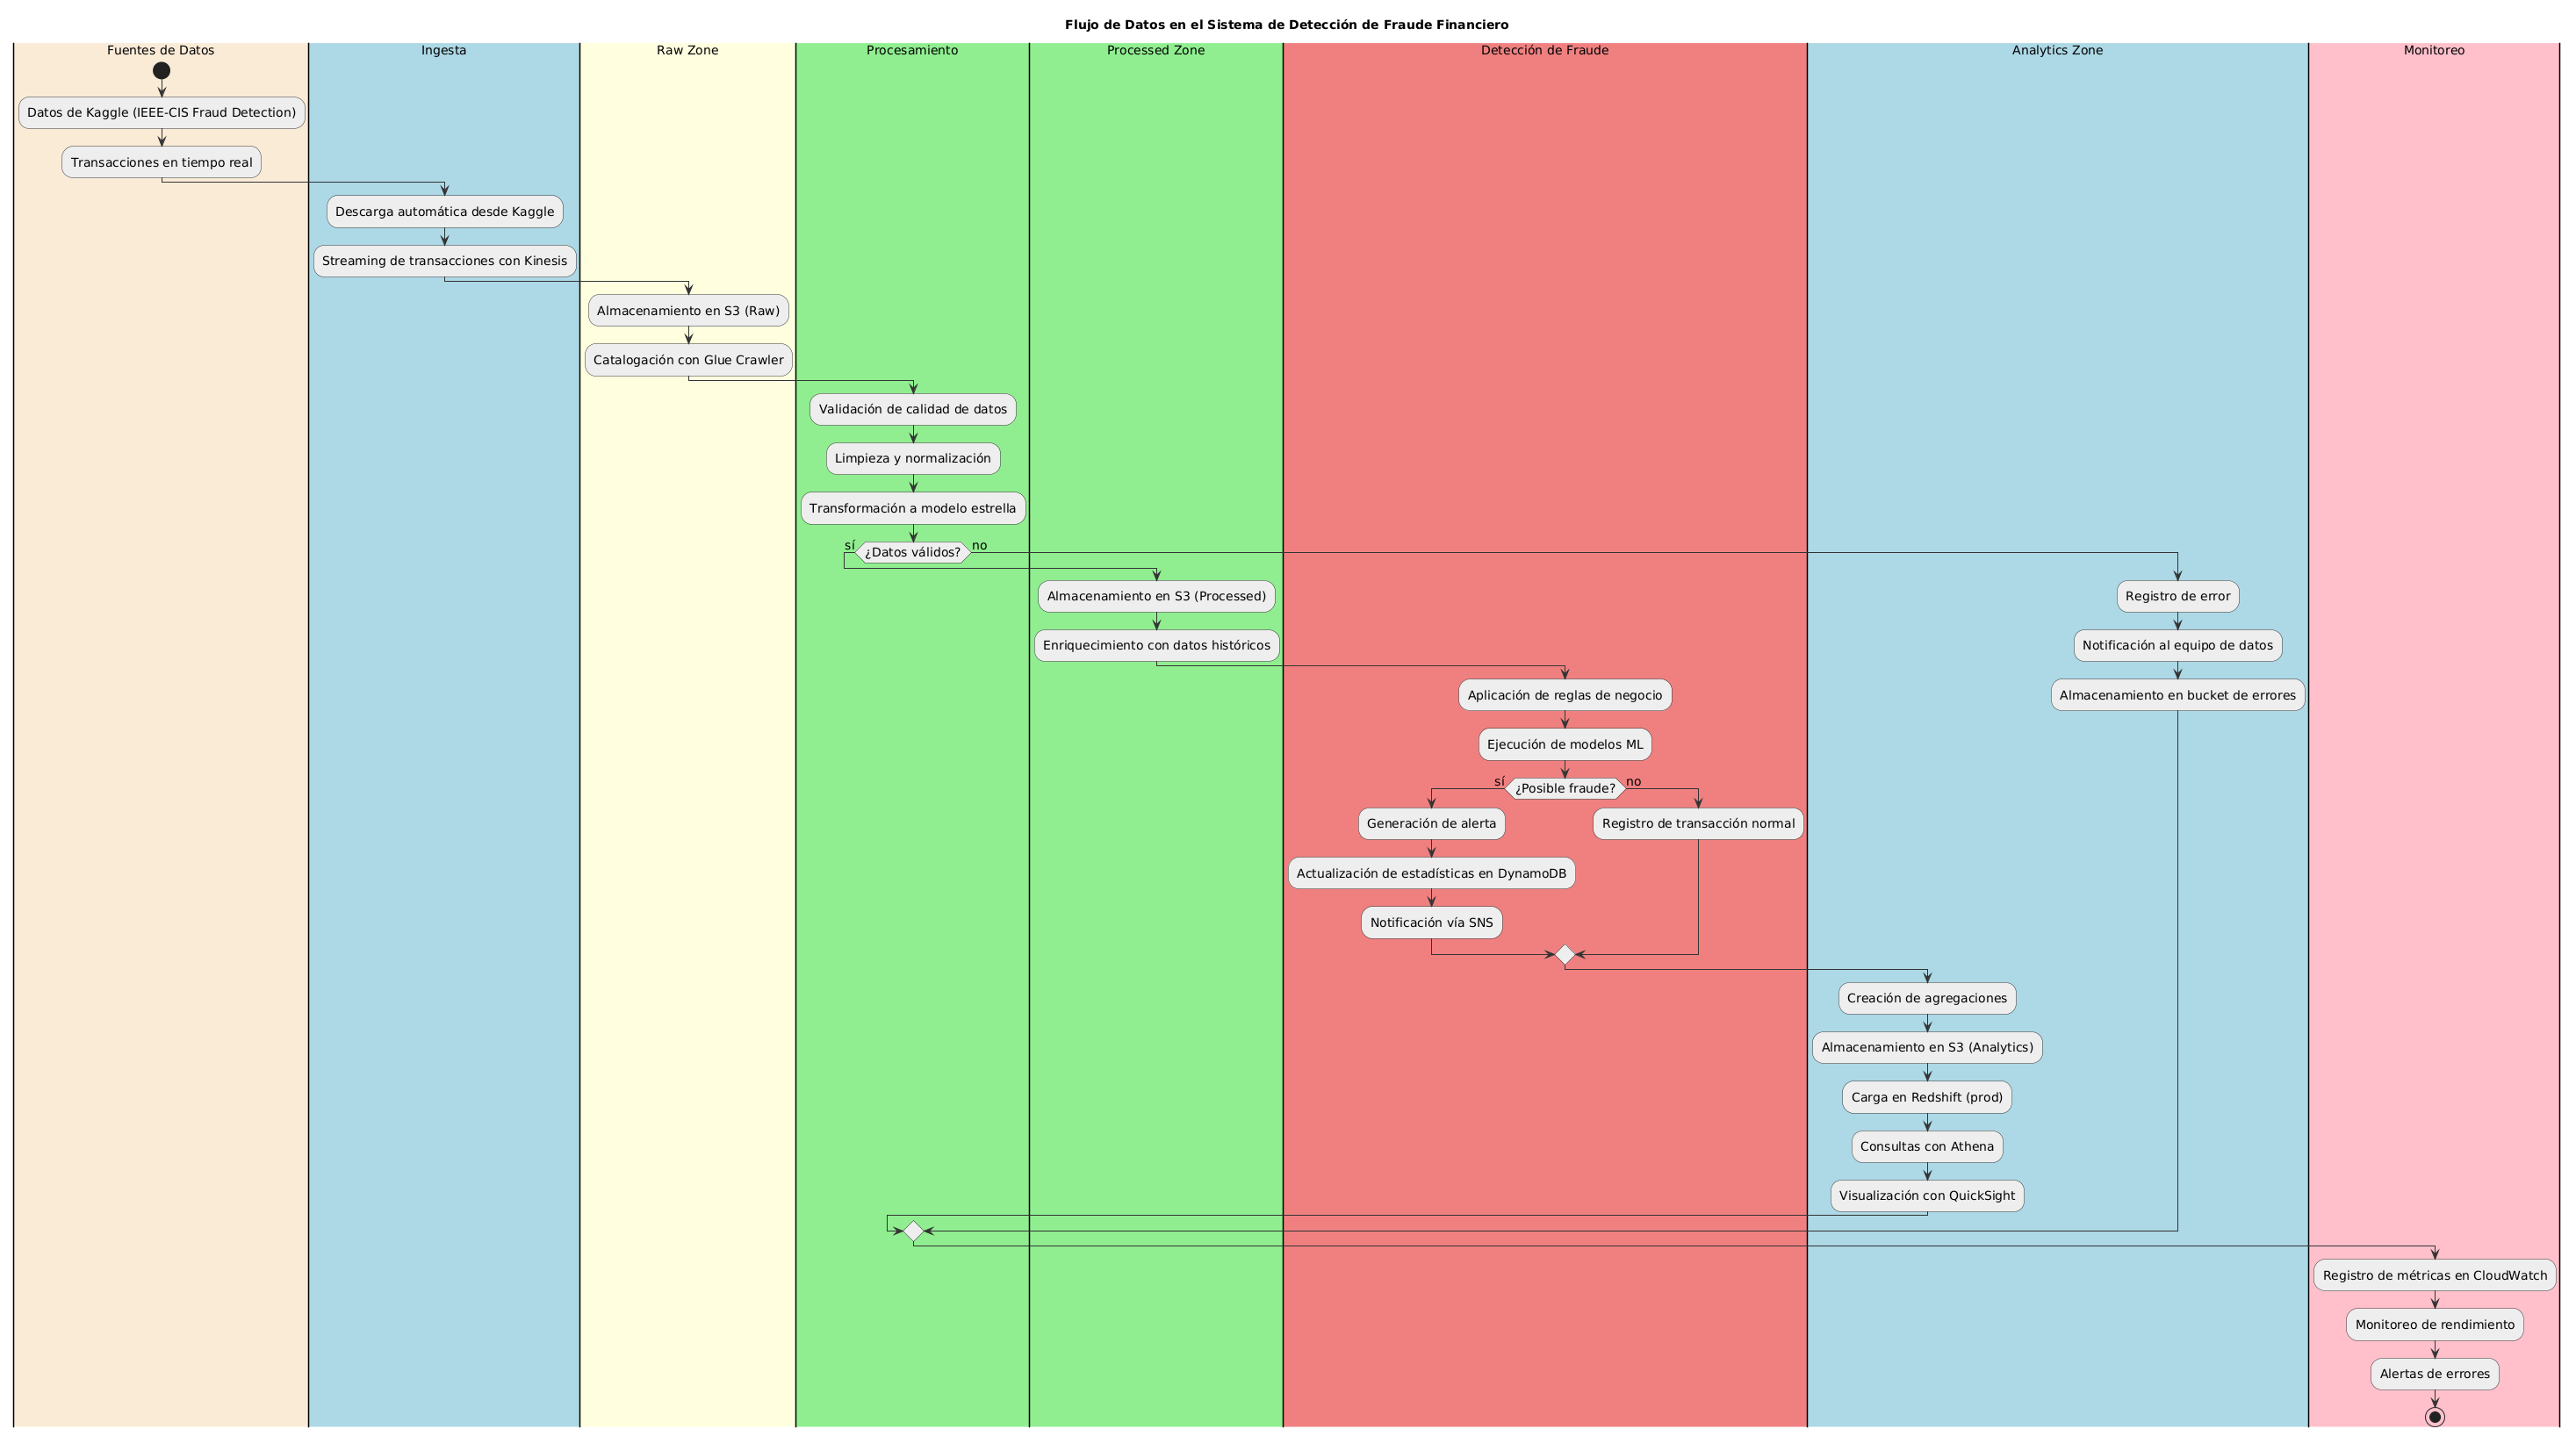 Flujo de Datos en el Sistema de Detección de Fraude Financiero
Fuentes de Datos
Ingesta
Raw Zone
Procesamiento
Processed Zone
Detección de Fraude
Analytics Zone
Monitoreo
Datos de Kaggle (IEEE-CIS Fraud Detection)
Transacciones en tiempo real
Descarga automática desde Kaggle
Streaming de transacciones con Kinesis
Almacenamiento en S3 (Raw)
Catalogación con Glue Crawler
Validación de calidad de datos
Limpieza y normalización
Transformación a modelo estrella
sí
¿Datos válidos?
no
Almacenamiento en S3 (Processed)
Registro de error
Enriquecimiento con datos históricos
Notificación al equipo de datos
Aplicación de reglas de negocio
Almacenamiento en bucket de errores
Ejecución de modelos ML
sí
¿Posible fraude?
no
Generación de alerta
Registro de transacción normal
Actualización de estadísticas en DynamoDB
Notificación vía SNS
Creación de agregaciones
Almacenamiento en S3 (Analytics)
Carga en Redshift (prod)
Consultas con Athena
Visualización con QuickSight
Registro de métricas en CloudWatch
Monitoreo de rendimiento
Alertas de errores